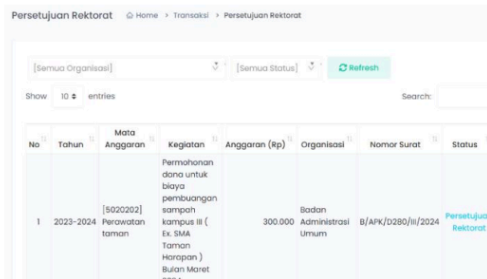 Persetujuan Rektorat Home > Transaksi > Persetujuan Rektorat
[Semua Organisasi] [Semua Status] Refresh
Show 10 entries Search:
No Tahun Mata Anggaran Kegiatan Anggaran (Rp) Organisasi Nomor Surat Status
Permohonan
dana untuk
biaya
pembuangan
sampah
kampus III (
Ex. SMA
Taman
Harapan )
Bulan Maret
1 2023-2024 [5020202] Perawatan taman 300.000 Badan Administrasi Umum B/APK/D280/III/2024 Persetujua Rektorat